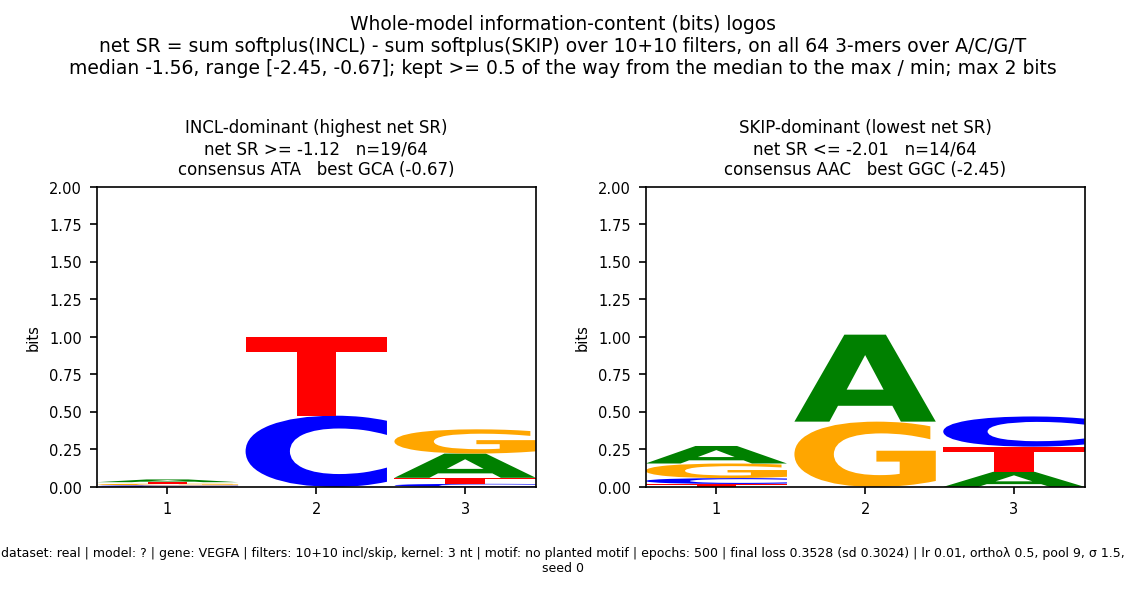 Whole-model information-content (bits) logos
net SR = sum softplus(INCL) - sum softplus(SKIP) over 10+10 filters, on all 64 3-mers over A/C/G/T
median -1.56, range [-2.45, -0.67]; kept >= 0.5 of the way from the median to the max / min; max 2 bits
INCL-dominant (highest net SR)
net SR >= -1.12   n=19/64
consensus ATA   best GCA (-0.67)
2.00
1.75
1.50
1.25
1.00
0.75
0.50
0.25
0.00
bits
T
C
G
A
T
1 2 3
SKIP-dominant (lowest net SR)
net SR <= -2.01   n=14/64
consensus AAC   best GGC (-2.45)
2.00
1.75
1.50
1.25
1.00
0.75
0.50
0.25
0.00
bits
A
G
C
A
G
C
T
A
1 2 3
dataset: real | model: ? | gene: VEGFA | filters: 10+10 incl/skip, kernel: 3 nt | motif: no planted motif | epochs: 500 | final loss 0.3528 (sd 0.3024) | lr 0.01, orthoλ 0.5, pool 9, σ 1.5,
seed 0